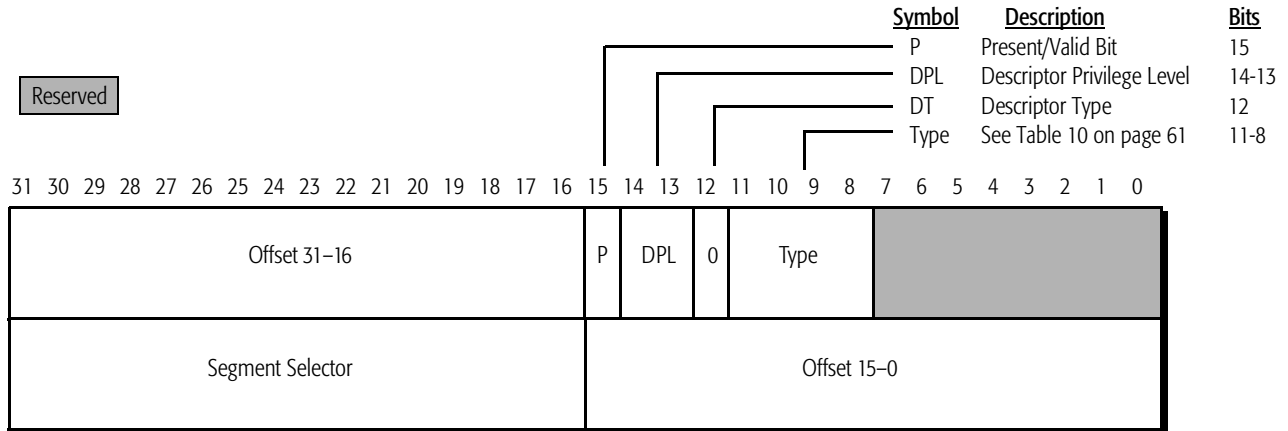 Symbol Description Bits
P Present/Valid Bit 15
DPL Descriptor Privilege Level 14-13
DT Descriptor Type 12
Type See Table 10 on page 61 11-8
Reserved
31 30 29 28 27 26 25 24 23 22 21 20 19 18 17 16 15 14 13 12 11 10 9 8 7 6 5 4 3 2 1 0
Offset 31–16 P DPL 0 Type
Segment Selector Offset 15–0